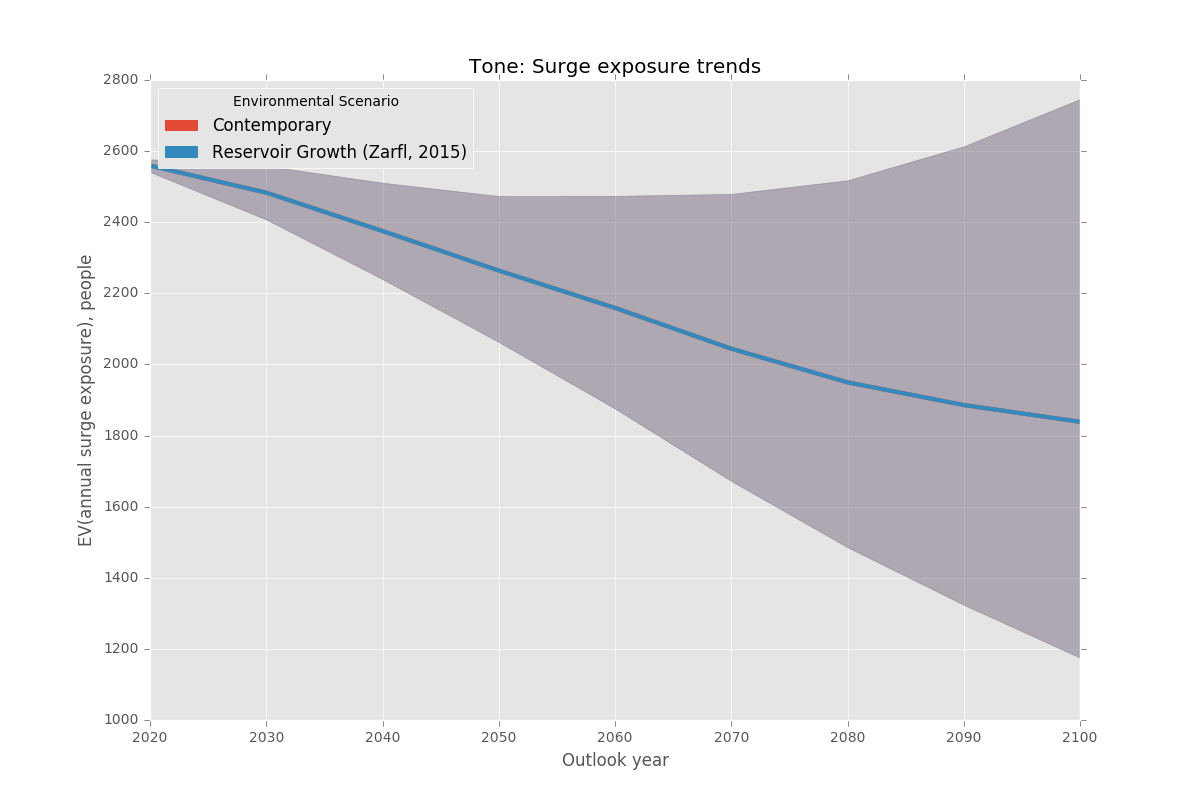 Tone: Surge exposure trends
2800
2600
2400
2200
2000
1800
1600
1400
1200
1000
EV(annual surge exposure), people
Environmental Scenario
Contemporary
Reservoir Growth (Zarfl, 2015)
2020 2030 2040 2050 2060 2070 2080 2090 2100
Outlook year